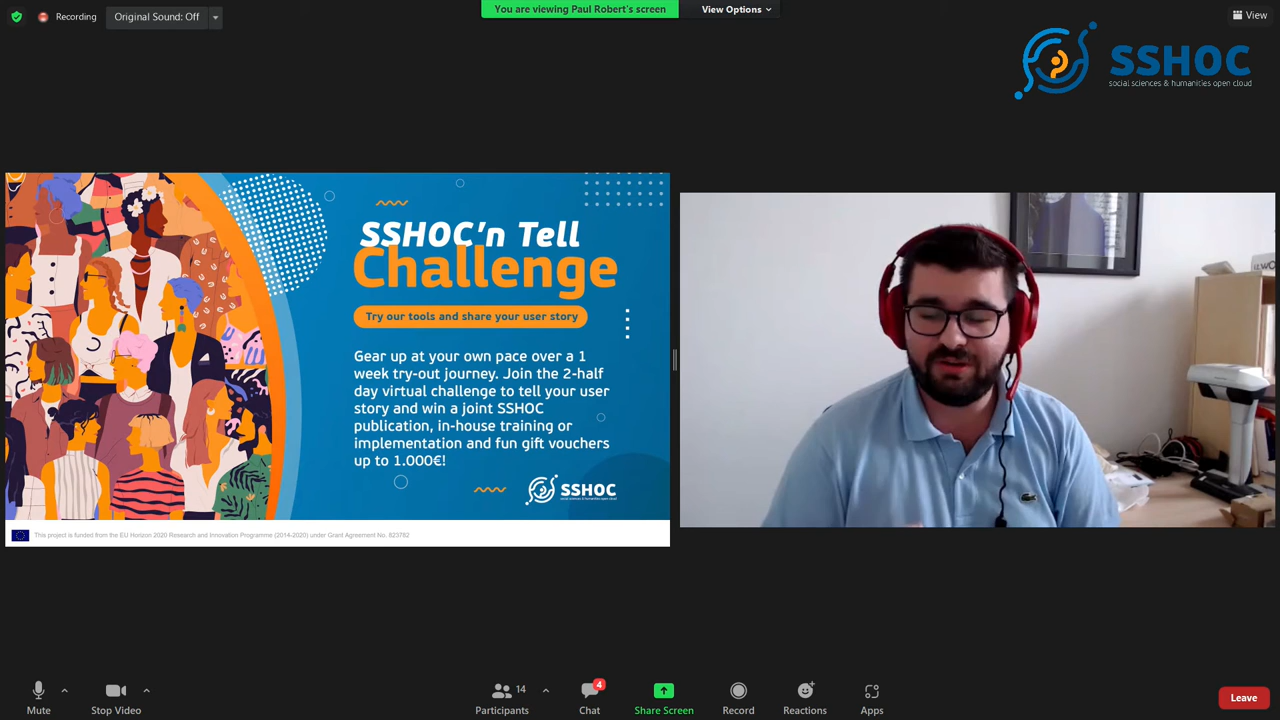 Recording
Original Sound: Off
You are viewing Paul Robert's screen
View Options
View
SSHOC
social sciences & humanities open cloud
SSHOC'n Tell
Challenge
Try our tools and share your user story
Gear up at your own pace over a 1
week try-out journey. Join the 2-half
day virtual challenge to tell your user
story and win a joint SSHOC
publication, in-house training or
implementation and fun gift vouchers
up to 1.000€!
SSHOC
social sciences & humanities open cloud
This project is funded from the EU Horizon 2020 Research and Innovation Programme (2014-2020) under Grant Agreement No. 823782
Mute
Stop Video
14
Participants
4
Chat
Share Screen
Record
Reactions
Apps
Leave